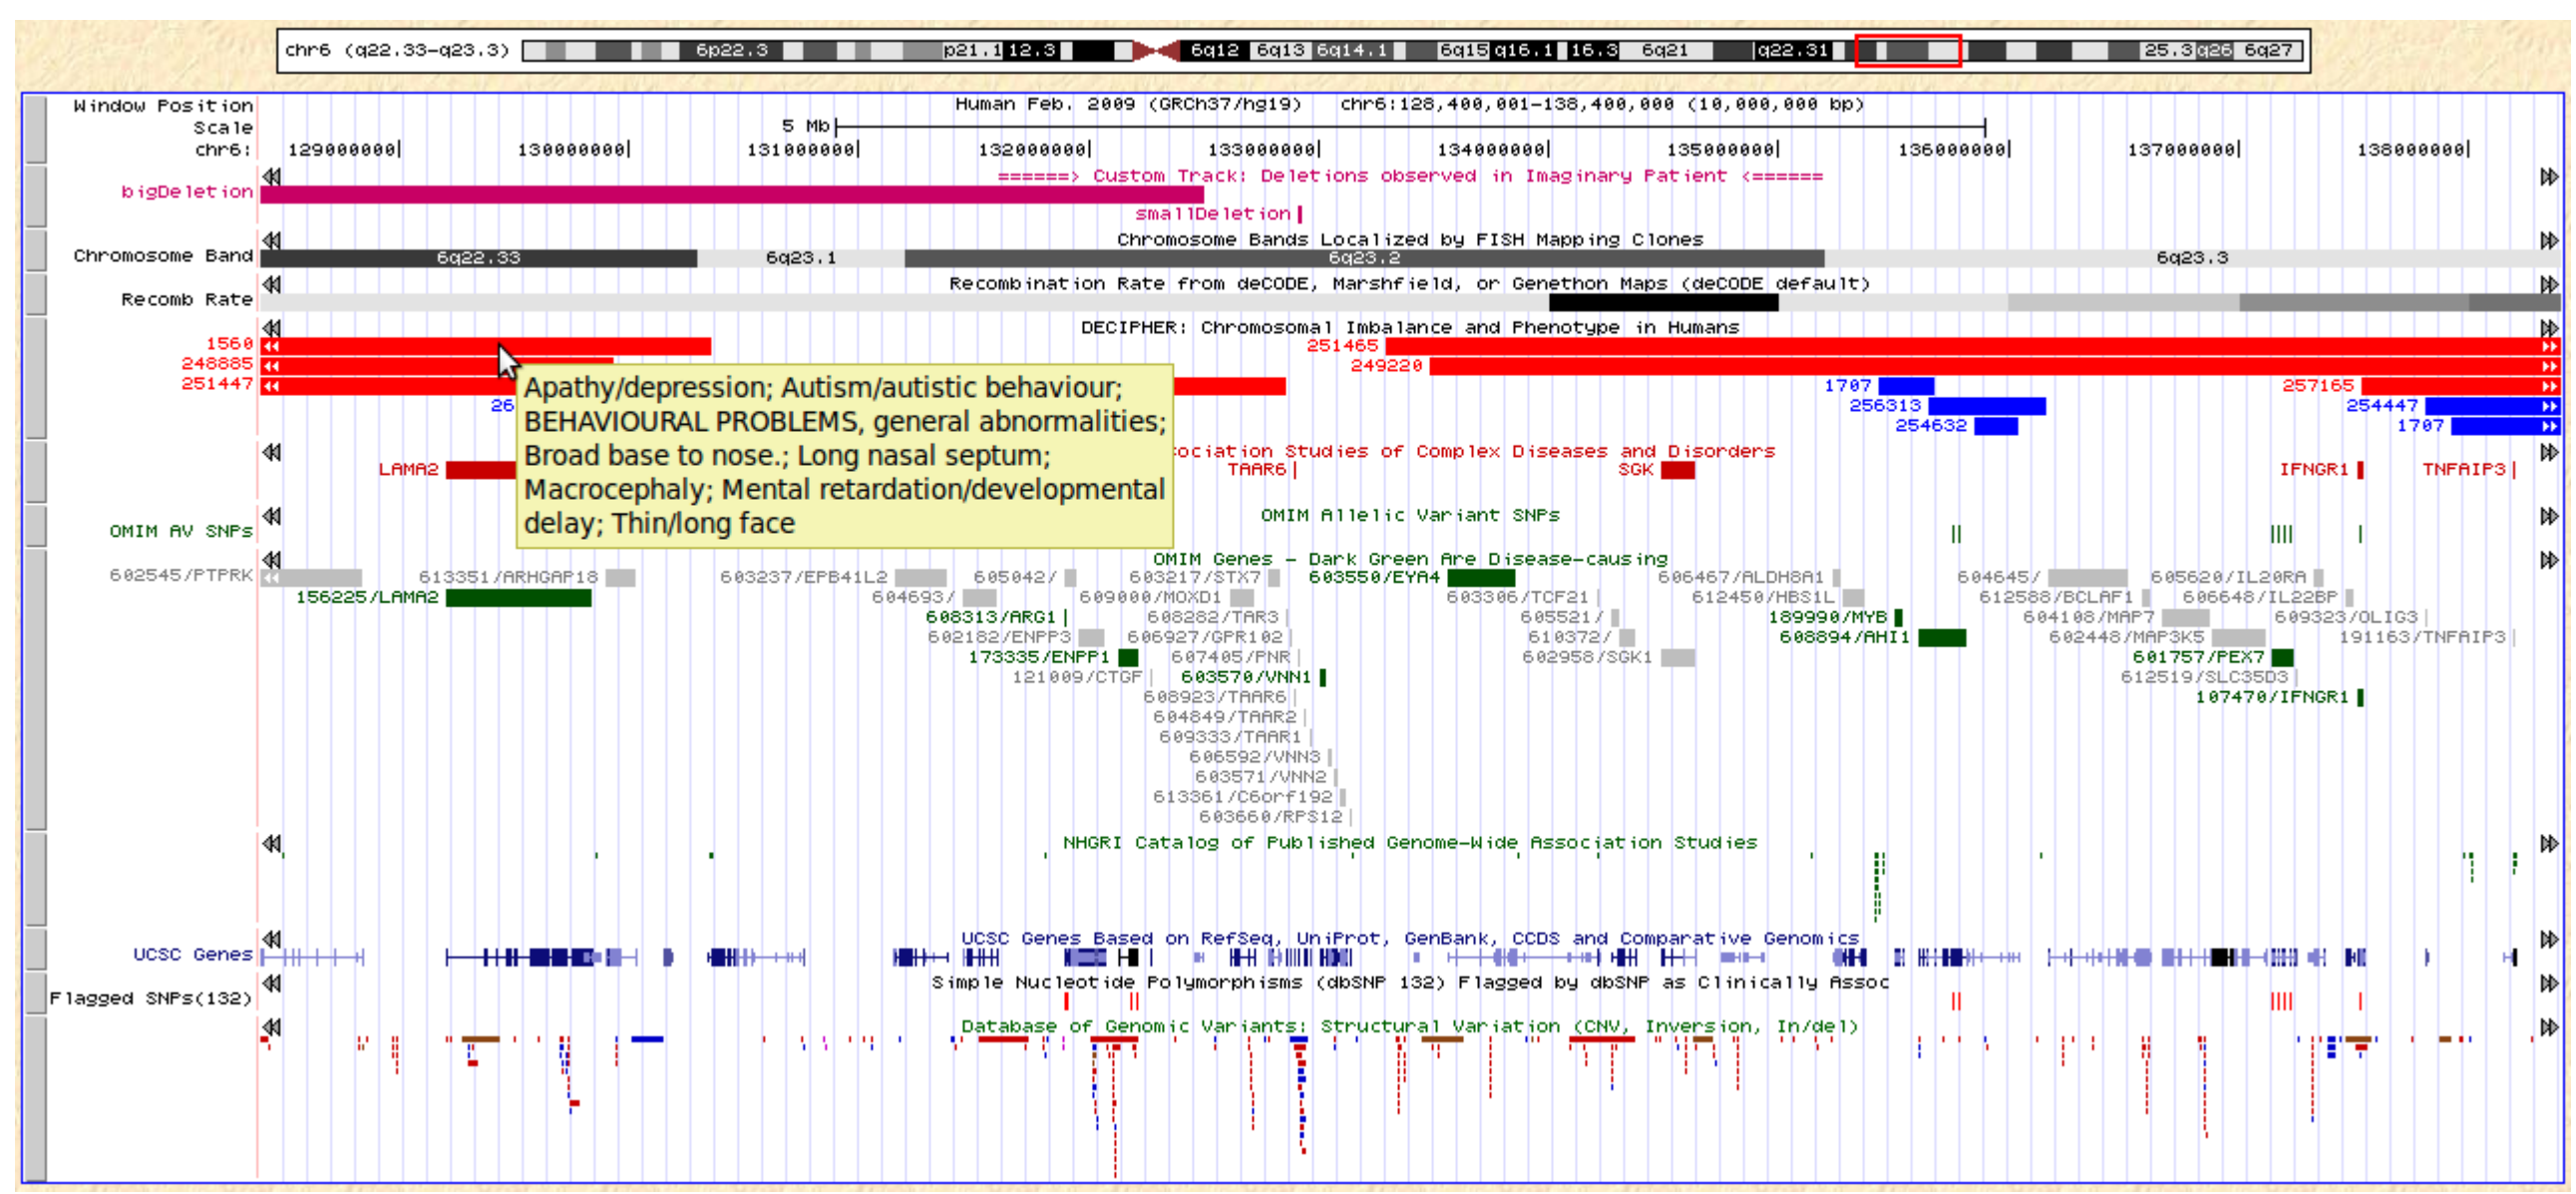 chr6 (q22.33-q23.3) 6p22.3 p21.1 12.3 6q12 6q13 6q14.1 6q15 q16.1 16.3 6q21 q22.31 25.3 q26 6q27
Window Position Human Feb. 2009 (GRCh37/hg19) chr6:128,400,001-138,400,000 (10,000,000 bp)
Scale 5 Mb
chr6: 129000000 130000000 131000000 132000000 133000000 134000000 135000000 136000000 137000000 138000000
======> Custom Track: Deletions observed in Imaginary Patient <======
bigDeletion
smallDeletion
Chromosome Bands Localized by FISH Mapping Clones
Chromosome Band 6q22.33 6q23.1 6q23.2 6q23.3
Recombination Rate from deCODE, Marshfield, or Genethon Maps (deCODE default)
Recomb Rate
DECIPHER: Chromosomal Imbalance and Phenotype in Humans
1560 251465
248885 249220
251447 1707 257165
26 256313 254447
254632 1707
Apathy/depression; Autism/autistic behaviour;
BEHAVIOURAL PROBLEMS, general abnormalities;
Broad base to nose.; Long nasal septum;
Macrocephaly; Mental retardation/developmental
delay; Thin/long face
ociation Studies of Complex Diseases and Disorders
LAMA2 TAAR6 SGK IFNGR1 TNFAIP3
OMIM Allelic Variant SNPs
OMIM AV SNPs
OMIM Genes - Dark Green Are Disease-causing
602545/PTPRK 613351/ARHGAP18 603237/EPB41L2 605042/ 603217/STX7 603550/EYA4 606467/ALDH8A1 604645/ 605620/IL20RA
156225/LAMA2 604693/ 609000/MOXD1 603306/TCF21 612450/HBS1L 612588/BCLAF1 606648/IL22BP
608313/ARG1 608282/TAR3 605521/ 189990/MYB 604108/MAP7 609323/OLIG3
602182/ENPP3 606927/GPR102 610372/ 608894/AHI1 602448/MAP3K5 191163/TNFAIP3
173335/ENPP1 607405/PNR 602958/SGK1 601757/PEX7
121009/CTGF 603570/VNN1 612519/SLC35D3
608923/TAAR6 107470/IFNGR1
604849/TAAR2
609333/TAAR1
606592/VNN3
603571/VNN2
613361/C6orf192
603660/RPS12
NHGRI Catalog of Published Genome-Wide Association Studies
UCSC Genes Based on RefSeq, UniProt, GenBank, CCDS and Comparative Genomics
UCSC Genes
Simple Nucleotide Polymorphisms (dbSNP 132) Flagged by dbSNP as Clinically Assoc
Flagged SNPs(132)
Database of Genomic Variants: Structural Variation (CNV, Inversion, In/del)